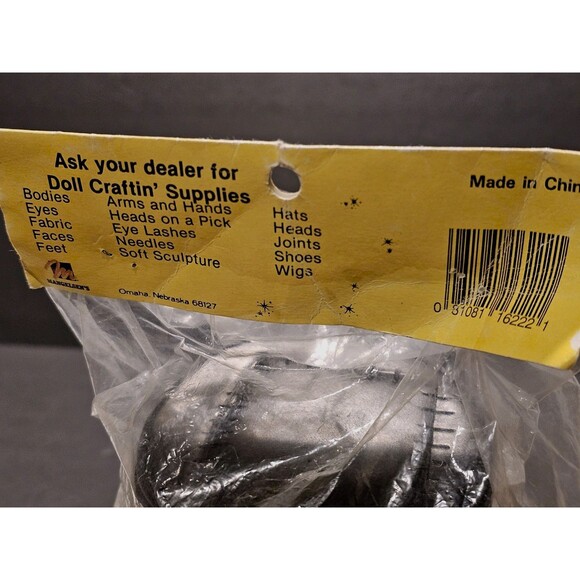 Ask your dealer for
Doll Craftin' Supplies
Bodies
Eyes
Fabric
Faces
Feet
Arms and Hands
Heads on a Pick
Eye Lashes
Needles
Soft Sculpture
Hats
Heads
Joints
Shoes
Wigs
Made in Chin
M
MANGELSEN'S
Omaha, Nebraska 68127
0 31081 16222 1